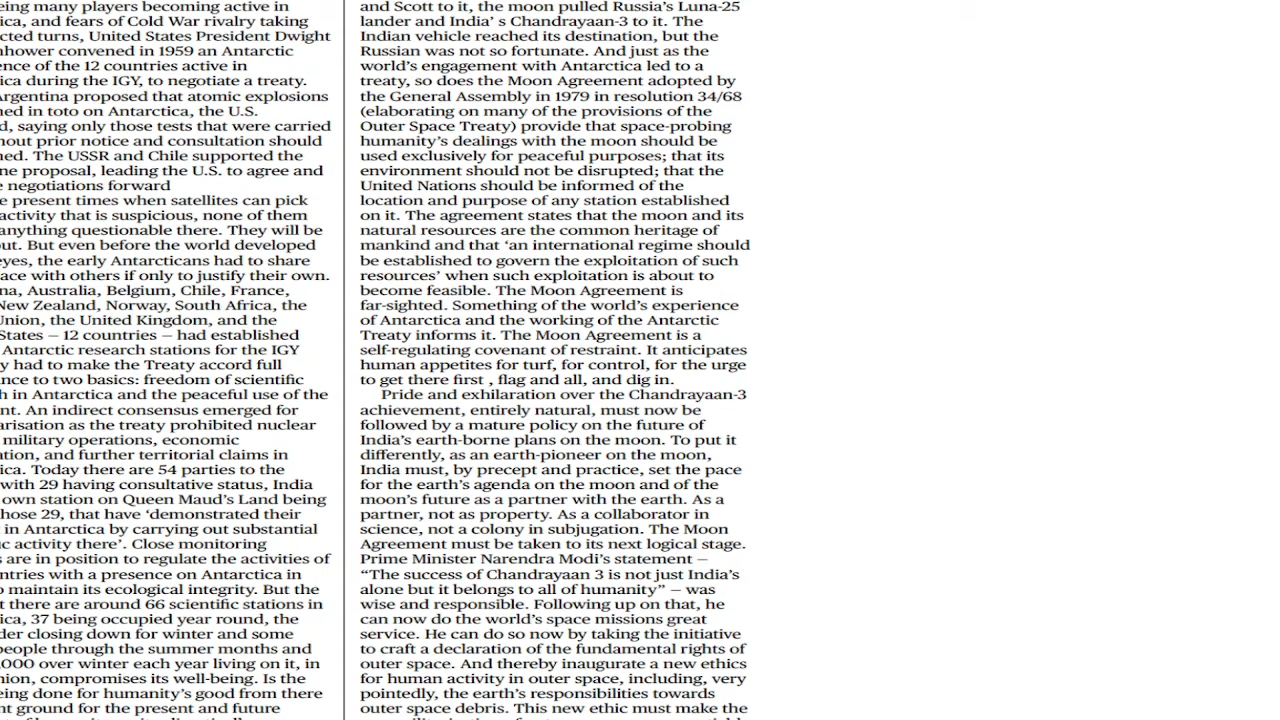 eing many players becoming active in
ica, and fears of Cold War rivalry taking
cted turns, United States President Dwight
nhower convened in 1959 an Antarctic
ence of the 12 countries active in
ica during the IGY, to negotiate a treaty.
Argentina proposed that atomic explosions
ned in toto on Antarctica, the U.S.
d, saying only those tests that were carried
hout prior notice and consultation should
ned. The USSR and Chile supported the
ne proposal, leading the U.S. to agree and
e negotiations forward
e present times when satellites can pick
activity that is suspicious, none of them
anything questionable there. They will be
out. But even before the world developed
eyes, the early Antarcticans had to share
ace with others if only to justify their own.
na, Australia, Belgium, Chile, France,
New Zealand, Norway, South Africa, the
Union, the United Kingdom, and the
States — 12 countries — had established
Antarctic research stations for the IGY
y had to make the Treaty accord full
nce to two basics: freedom of scientific
h in Antarctica and the peaceful use of the
nt. An indirect consensus emerged for
arisation as the treaty prohibited nuclear
military operations, economic
ation, and further territorial claims in
ica. Today there are 54 parties to the
with 29 having consultative status, India
own station on Queen Maud’s Land being
hose 29, that have ‘demonstrated their
in Antarctica by carrying out substantial
ic activity there’. Close monitoring
s are in position to regulate the activities of
ntries with a presence on Antarctica in
o maintain its ecological integrity. But the
t there are around 66 scientific stations in
ica, 37 being occupied year round, the
der closing down for winter and some
people through the summer months and
,000 over winter each year living on it, in
nion, compromises its well-being. Is the
eing done for humanity’s good from there
nt ground for the present and future
and Scott to it, the moon pulled Russia’s Luna-25
lander and India’ s Chandrayaan-3 to it. The
Indian vehicle reached its destination, but the
Russian was not so fortunate. And just as the
world’s engagement with Antarctica led to a
treaty, so does the Moon Agreement adopted by
the General Assembly in 1979 in resolution 34/68
(elaborating on many of the provisions of the
Outer Space Treaty) provide that space-probing
humanity’s dealings with the moon should be
used exclusively for peaceful purposes; that its
environment should not be disrupted; that the
United Nations should be informed of the
location and purpose of any station established
on it. The agreement states that the moon and its
natural resources are the common heritage of
mankind and that ‘an international regime should
be established to govern the exploitation of such
resources’ when such exploitation is about to
become feasible. The Moon Agreement is
far-sighted. Something of the world’s experience
of Antarctica and the working of the Antarctic
Treaty informs it. The Moon Agreement is a
self-regulating covenant of restraint. It anticipates
human appetites for turf, for control, for the urge
to get there first , flag and all, and dig in.
Pride and exhilaration over the Chandrayaan-3
achievement, entirely natural, must now be
followed by a mature policy on the future of
India’s earth-borne plans on the moon. To put it
differently, as an earth-pioneer on the moon,
India must, by precept and practice, set the pace
for the earth’s agenda on the moon and of the
moon’s future as a partner with the earth. As a
partner, not as property. As a collaborator in
science, not a colony in subjugation. The Moon
Agreement must be taken to its next logical stage.
Prime Minister Narendra Modi’s statement —
“The success of Chandrayaan 3 is not just India’s
alone but it belongs to all of humanity” — was
wise and responsible. Following up on that, he
can now do the world’s space missions great
service. He can do so now by taking the initiative
to craft a declaration of the fundamental rights of
outer space. And thereby inaugurate a new ethics
for human activity in outer space, including, very
pointedly, the earth’s responsibilities towards
outer space debris. This new ethic must make the